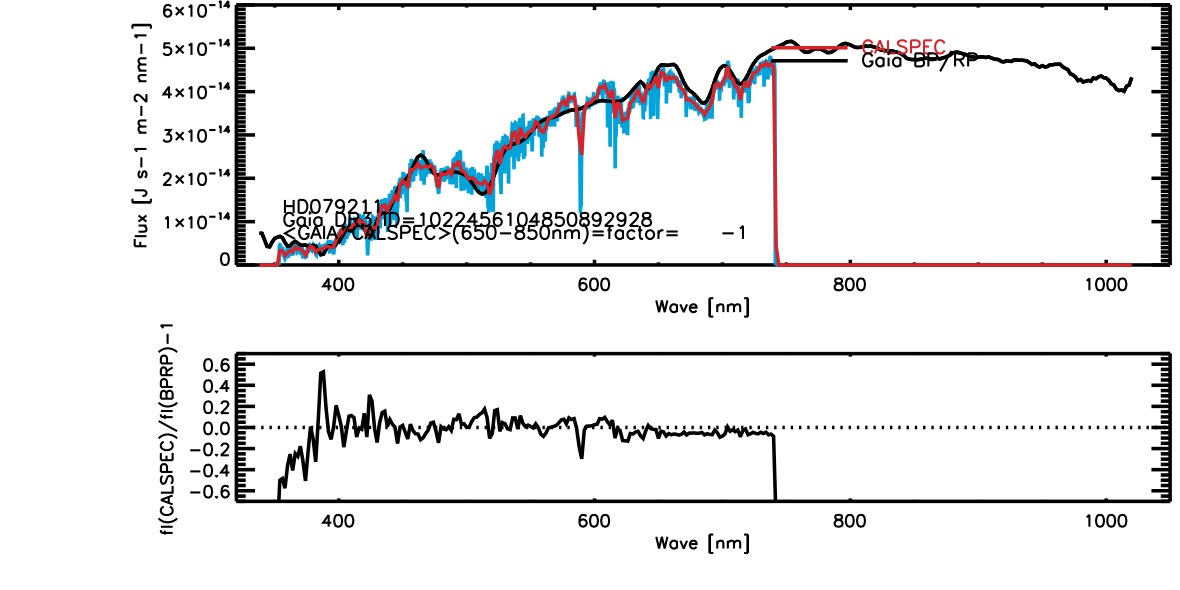 6×10−14
5×10−14
4×10−14
3×10−14
2×10−14
1×10−14
0
Flux [J s−1 m−2 nm−1]
CALSPEC
Gaia BP/RP
HD079211
Gaia DR3/ID=1022456104850892928
<GAIA/CALSPEC>(650−850nm)=factor= −1
400 600 800 1000
Wave [nm]
fl(CALSPEC)/fl(BPRP)−1
0.6
0.4
0.2
0.0
−0.2
−0.4
−0.6
400 600 800 1000
Wave [nm]